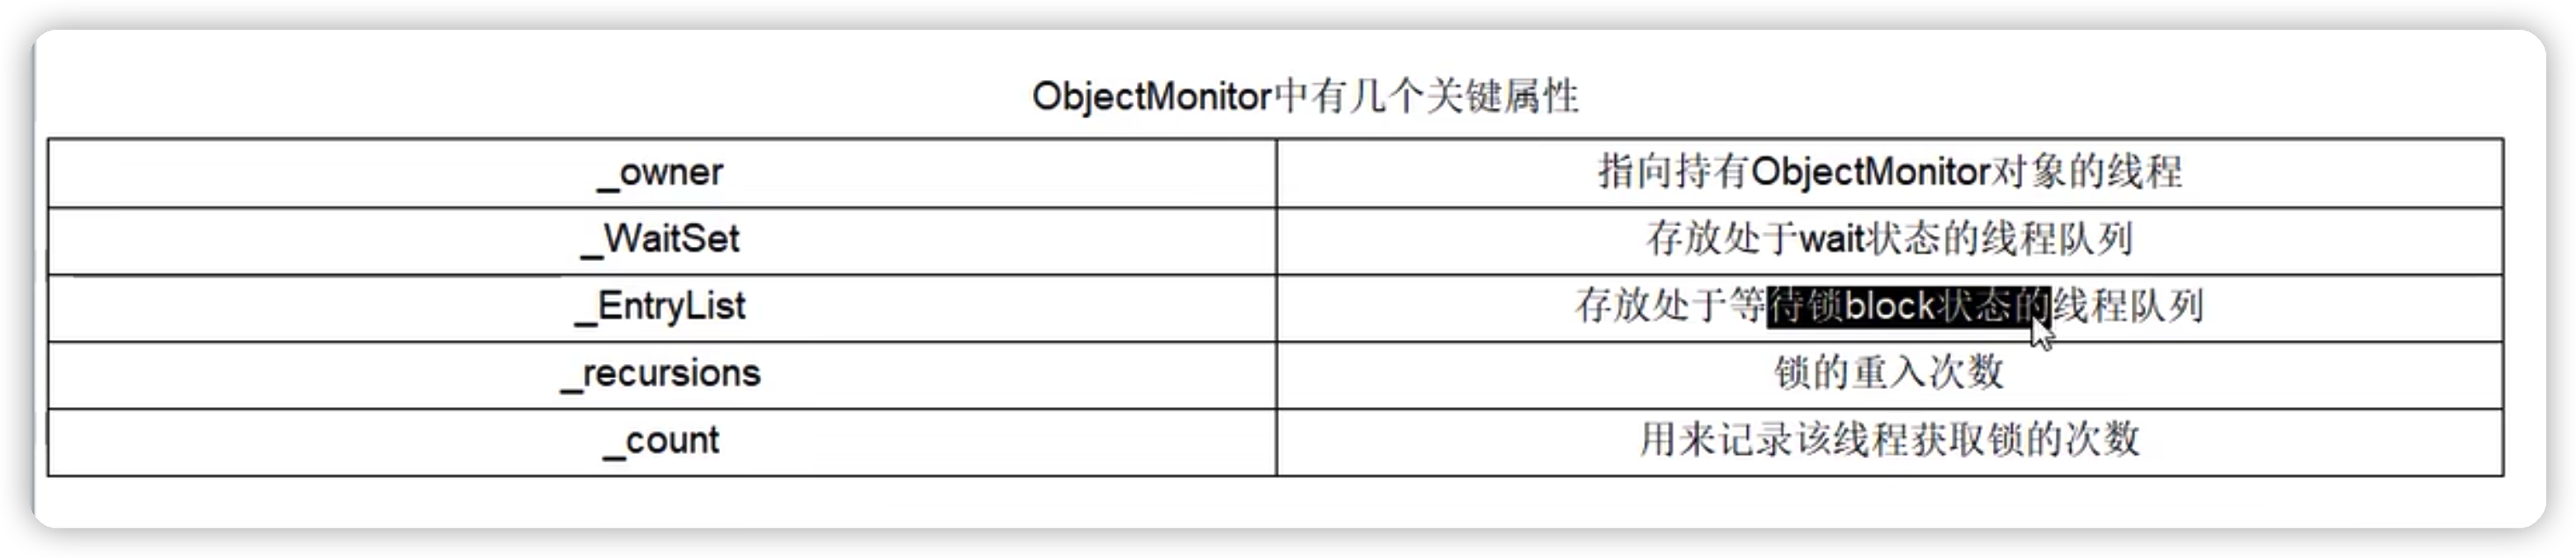 ObjectMonitor中有几个关键属性
_owner 指向持有ObjectMonitor对象的线程
_WaitSet 存放处于wait状态的线程队列
_EntryList 存放处于等待锁block状态的线程队列
_recursions 锁的重入次数
_count 用来记录该线程获取锁的次数